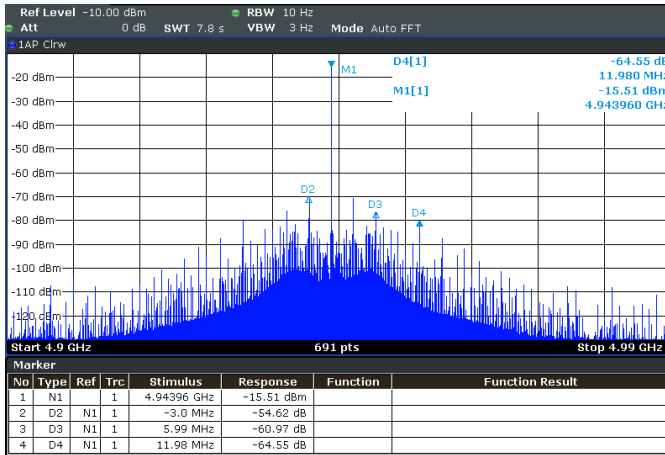 Ref Level -10.00 dBm RBW 10 Hz
Att 0 dB SWT 7.8 s VBW 3 Hz Mode Auto FFT
1AP Clrw
D4[1] -64.55 dB
11.980 MHz
M1[1] -15.51 dBm
4.943960 GHz
M1
-20 dBm
-30 dBm
-40 dBm
-50 dBm
-60 dBm
D2
-70 dBm
D3
D4
-80 dBm
-90 dBm
-100 dBm
-110 dBm
-120 dBm
Start 4.9 GHz 691 pts Stop 4.99 GHz
Marker
No Type Ref Trc Stimulus Response Function Function Result
1 N1 1 4.94396 GHz -15.51 dBm
2 D2 N1 1 -3.0 MHz -54.62 dB
3 D3 N1 1 5.99 MHz -60.97 dB
4 D4 N1 1 11.98 MHz -64.55 dB